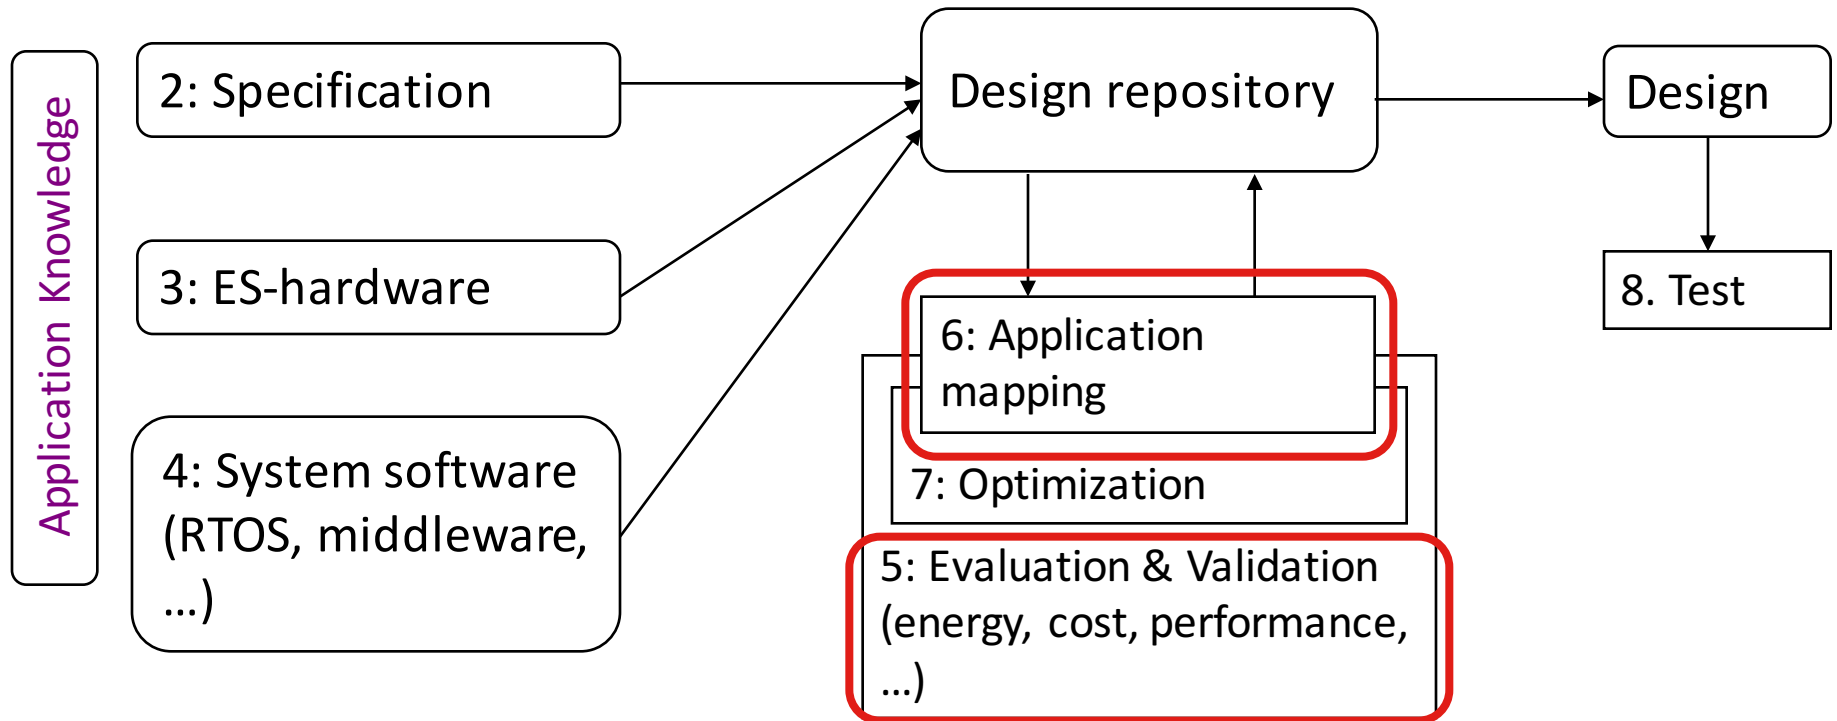 Application Knowledge
2: Specification
3: ES-hardware
4: System software
(RTOS, middleware,
…)
Design repository
6: Application
mapping
7: Optimization
5: Evaluation & Validation
(energy, cost, performance,
…)
Design
8. Test